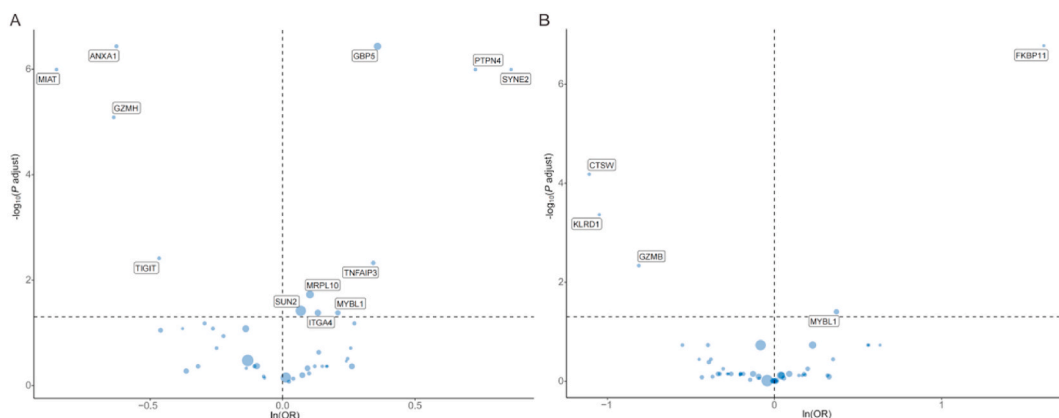 A
B
ANXA1
GBP5
PTPN4
MIAT
SYNE2
GZMH
TIGIT
TNFAIP3
MRPL10
SUN2
MYBL1
ITGA4
-log10(P adjust)
6
4
2
0
−0.5
0.0
0.5
ln(OR)
FKBP11
CTSW
KLRD1
GZMB
MYBL1
-log10(P adjust)
6
4
2
0
−1
0
1
ln(OR)